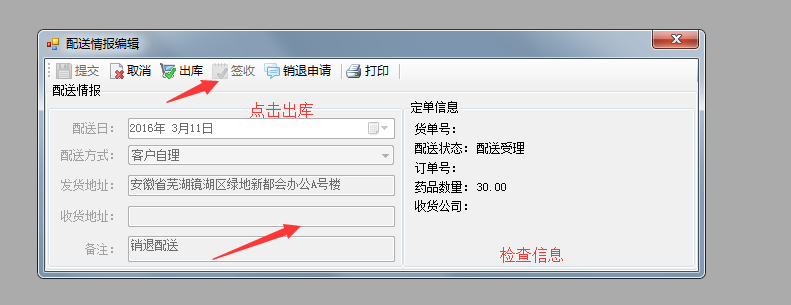 配送情报编辑
提交 取消 出库 签收 销退申请 打印
配送情报
点击出库
配送日: 2016年 3月11日
配送方式: 客户自理
发货地址: 安徽省芜湖镜湖区绿地新都会办公A号楼
收货地址:
备注: 销退配送
定单信息
货单号:
配送状态: 配送受理
订单号:
药品数量: 30.00
收货公司:
检查信息